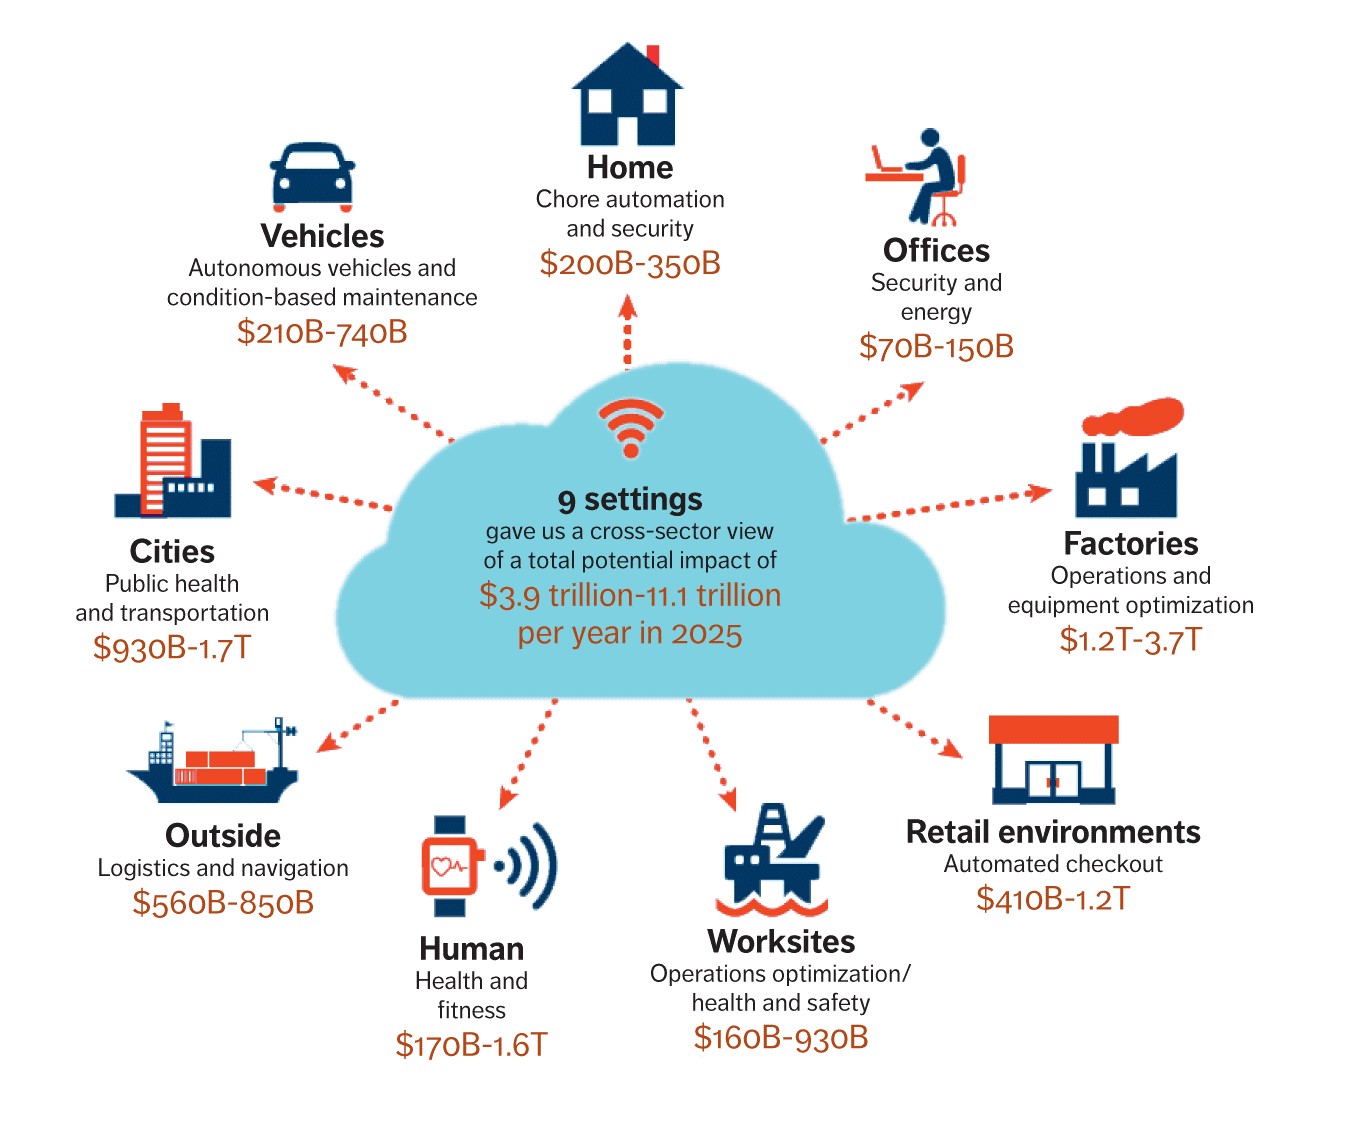 Home
Chore automation
and security
$200B-350B
Vehicles
Autonomous vehicles and
condition-based maintenance
$210B-740B
Offices
Security and
energy
$70B-150B
9 settings
gave us a cross-sector view
of a total potential impact of
$3.9 trillion-11.1 trillion
per year in 2025
Cities
Public health
and transportation
$930B-1.7T
Factories
Operations and
equipment optimization
$1.2T-3.7T
Outside
Logistics and navigation
$560B-850B
Human
Health and
fitness
$170B-1.6T
Worksites
Operations optimization/
health and safety
$160B-930B
Retail environments
Automated checkout
$410B-1.2T